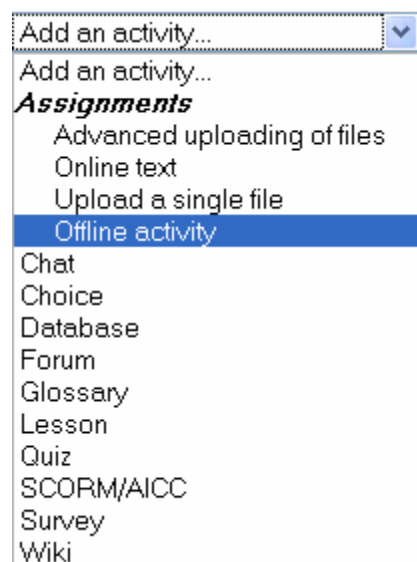 Add an activity...
Add an activity...
Assignments
Advanced uploading of files
Online text
Upload a single file
Offline activity
Chat
Choice
Database
Forum
Glossary
Lesson
Quiz
SCORM/AICC
Survey
Wiki